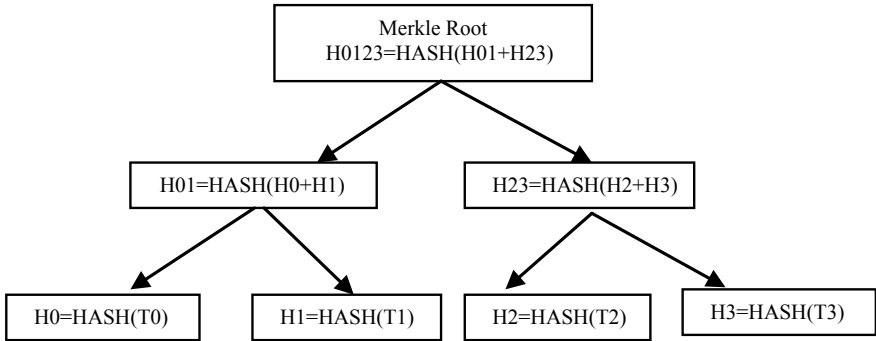 Merkle Root
H0123=HASH(H01+H23)
H01=HASH(H0+H1)
H23=HASH(H2+H3)
H0=HASH(T0)
H1=HASH(T1)
H2=HASH(T2)
H3=HASH(T3)